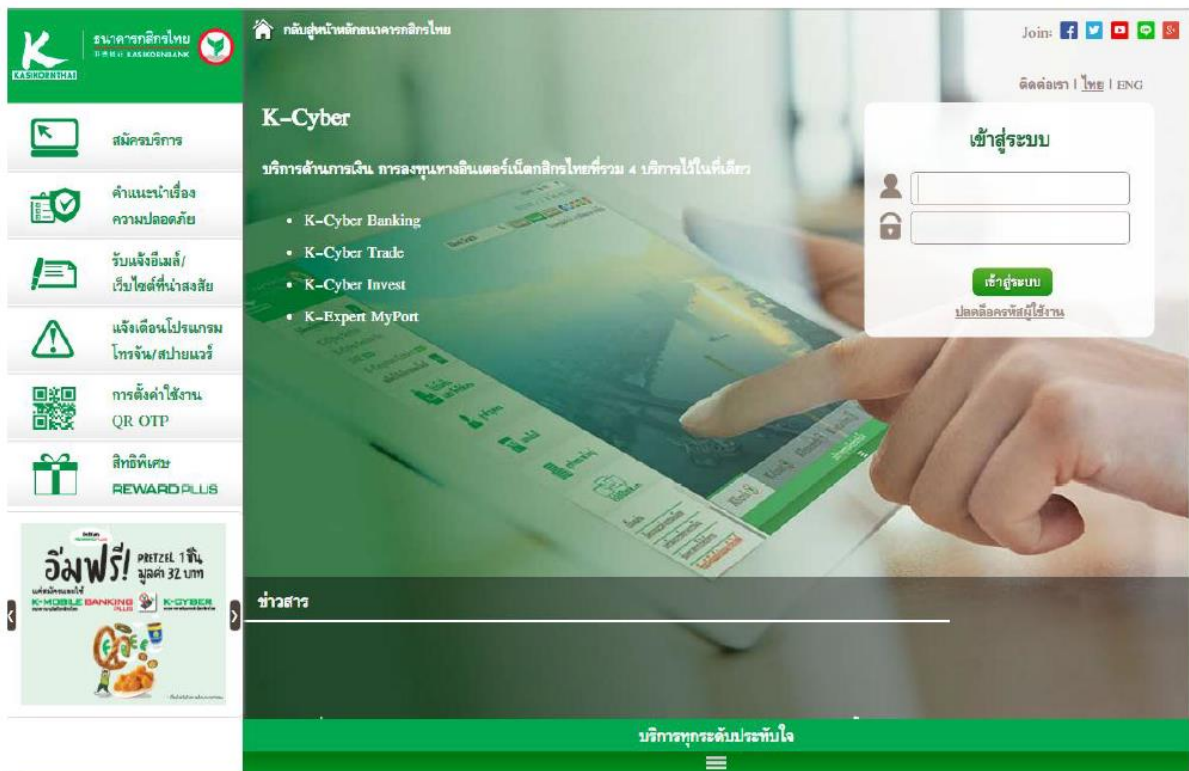 ธนาคารกสิกรไทย
开泰银行 KASIKORNBANK
KASIKORNTHAI
กลับสู่หน้าหลักธนาคารกสิกรไทย
Join:
ติดต่อเรา | ไทย | ENG
สมัครบริการ
คำแนะนำเรื่อง
ความปลอดภัย
รับแจ้งอีเมล์/
เว็บไซต์ที่น่าสงสัย
แจ้งเตือนโปรแกรม
โทรจัน/สปายแวร์
การตั้งค่าใช้งาน
QR OTP
สิทธิพิเศษ
REWARD PLUS
อิ่มฟรี!
PRETZEL 1 ชิ้น
มูลค่า 32 บาท
K-MOBILE BANKING PLUS
K-CYBER
K-Cyber
บริการด้านการเงิน การลงทุนทางอินเตอร์เน็ตกสิกรไทยที่รวม 4 บริการไว้ในที่เดียว
• K-Cyber Banking
• K-Cyber Trade
• K-Cyber Invest
• K-Expert MyPort
เข้าสู่ระบบ
เข้าสู่ระบบ
ปลดล็อครหัสผู้ใช้งาน
ข่าวสาร
บริการทุกระดับประทับใจ